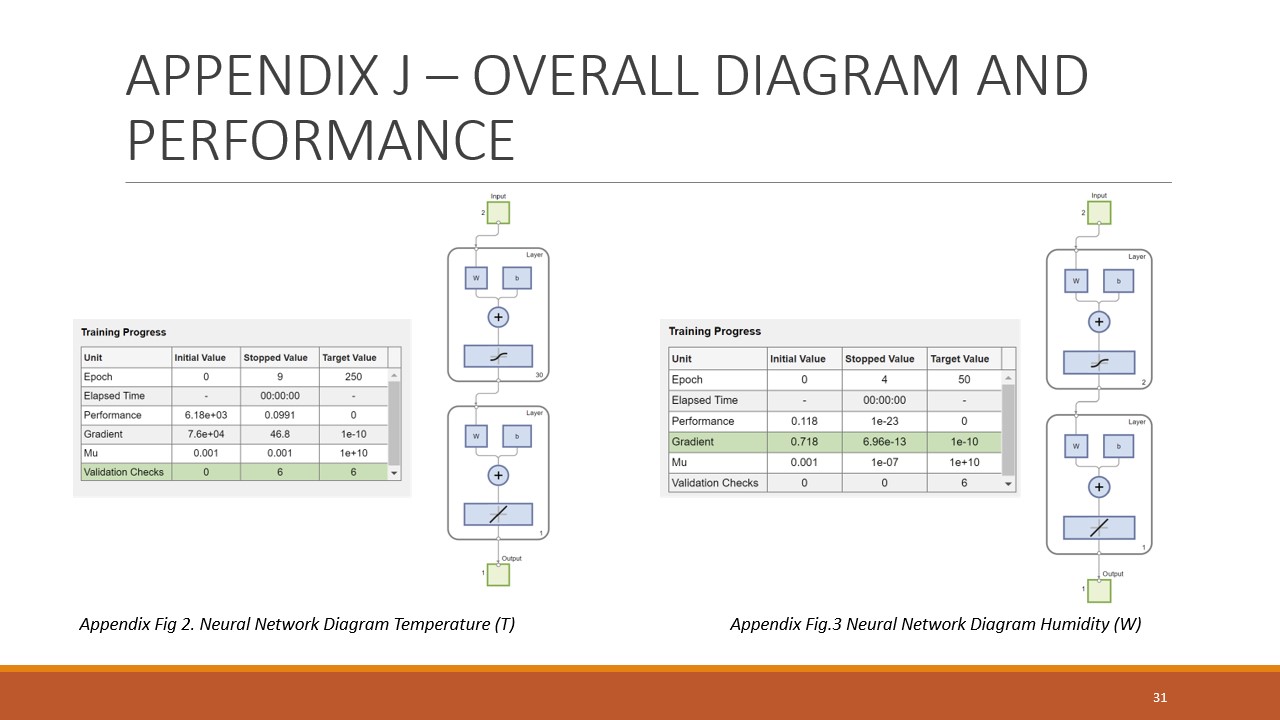 APPENDIX J – OVERALL DIAGRAM AND
PERFORMANCE
Training Progress
Unit Initial Value Stopped Value Target Value
Epoch 0 9 250
Elapsed Time - 00:00:00 -
Performance 6.18e+03 0.0991 0
Gradient 7.6e+04 46.8 1e-10
Mu 0.001 0.001 1e+10
Validation Checks 0 6 6
Input
2
Layer
W b
+
30
Layer
W b
+
1
Output
1
Appendix Fig 2. Neural Network Diagram Temperature (T)
Training Progress
Unit Initial Value Stopped Value Target Value
Epoch 0 4 50
Elapsed Time - 00:00:00 -
Performance 0.118 1e-23 0
Gradient 0.718 6.96e-13 1e-10
Mu 0.001 1e-07 1e+10
Validation Checks 0 0 6
Input
2
Layer
W b
+
2
Layer
W b
+
1
Output
1
Appendix Fig.3 Neural Network Diagram Humidity (W)
31